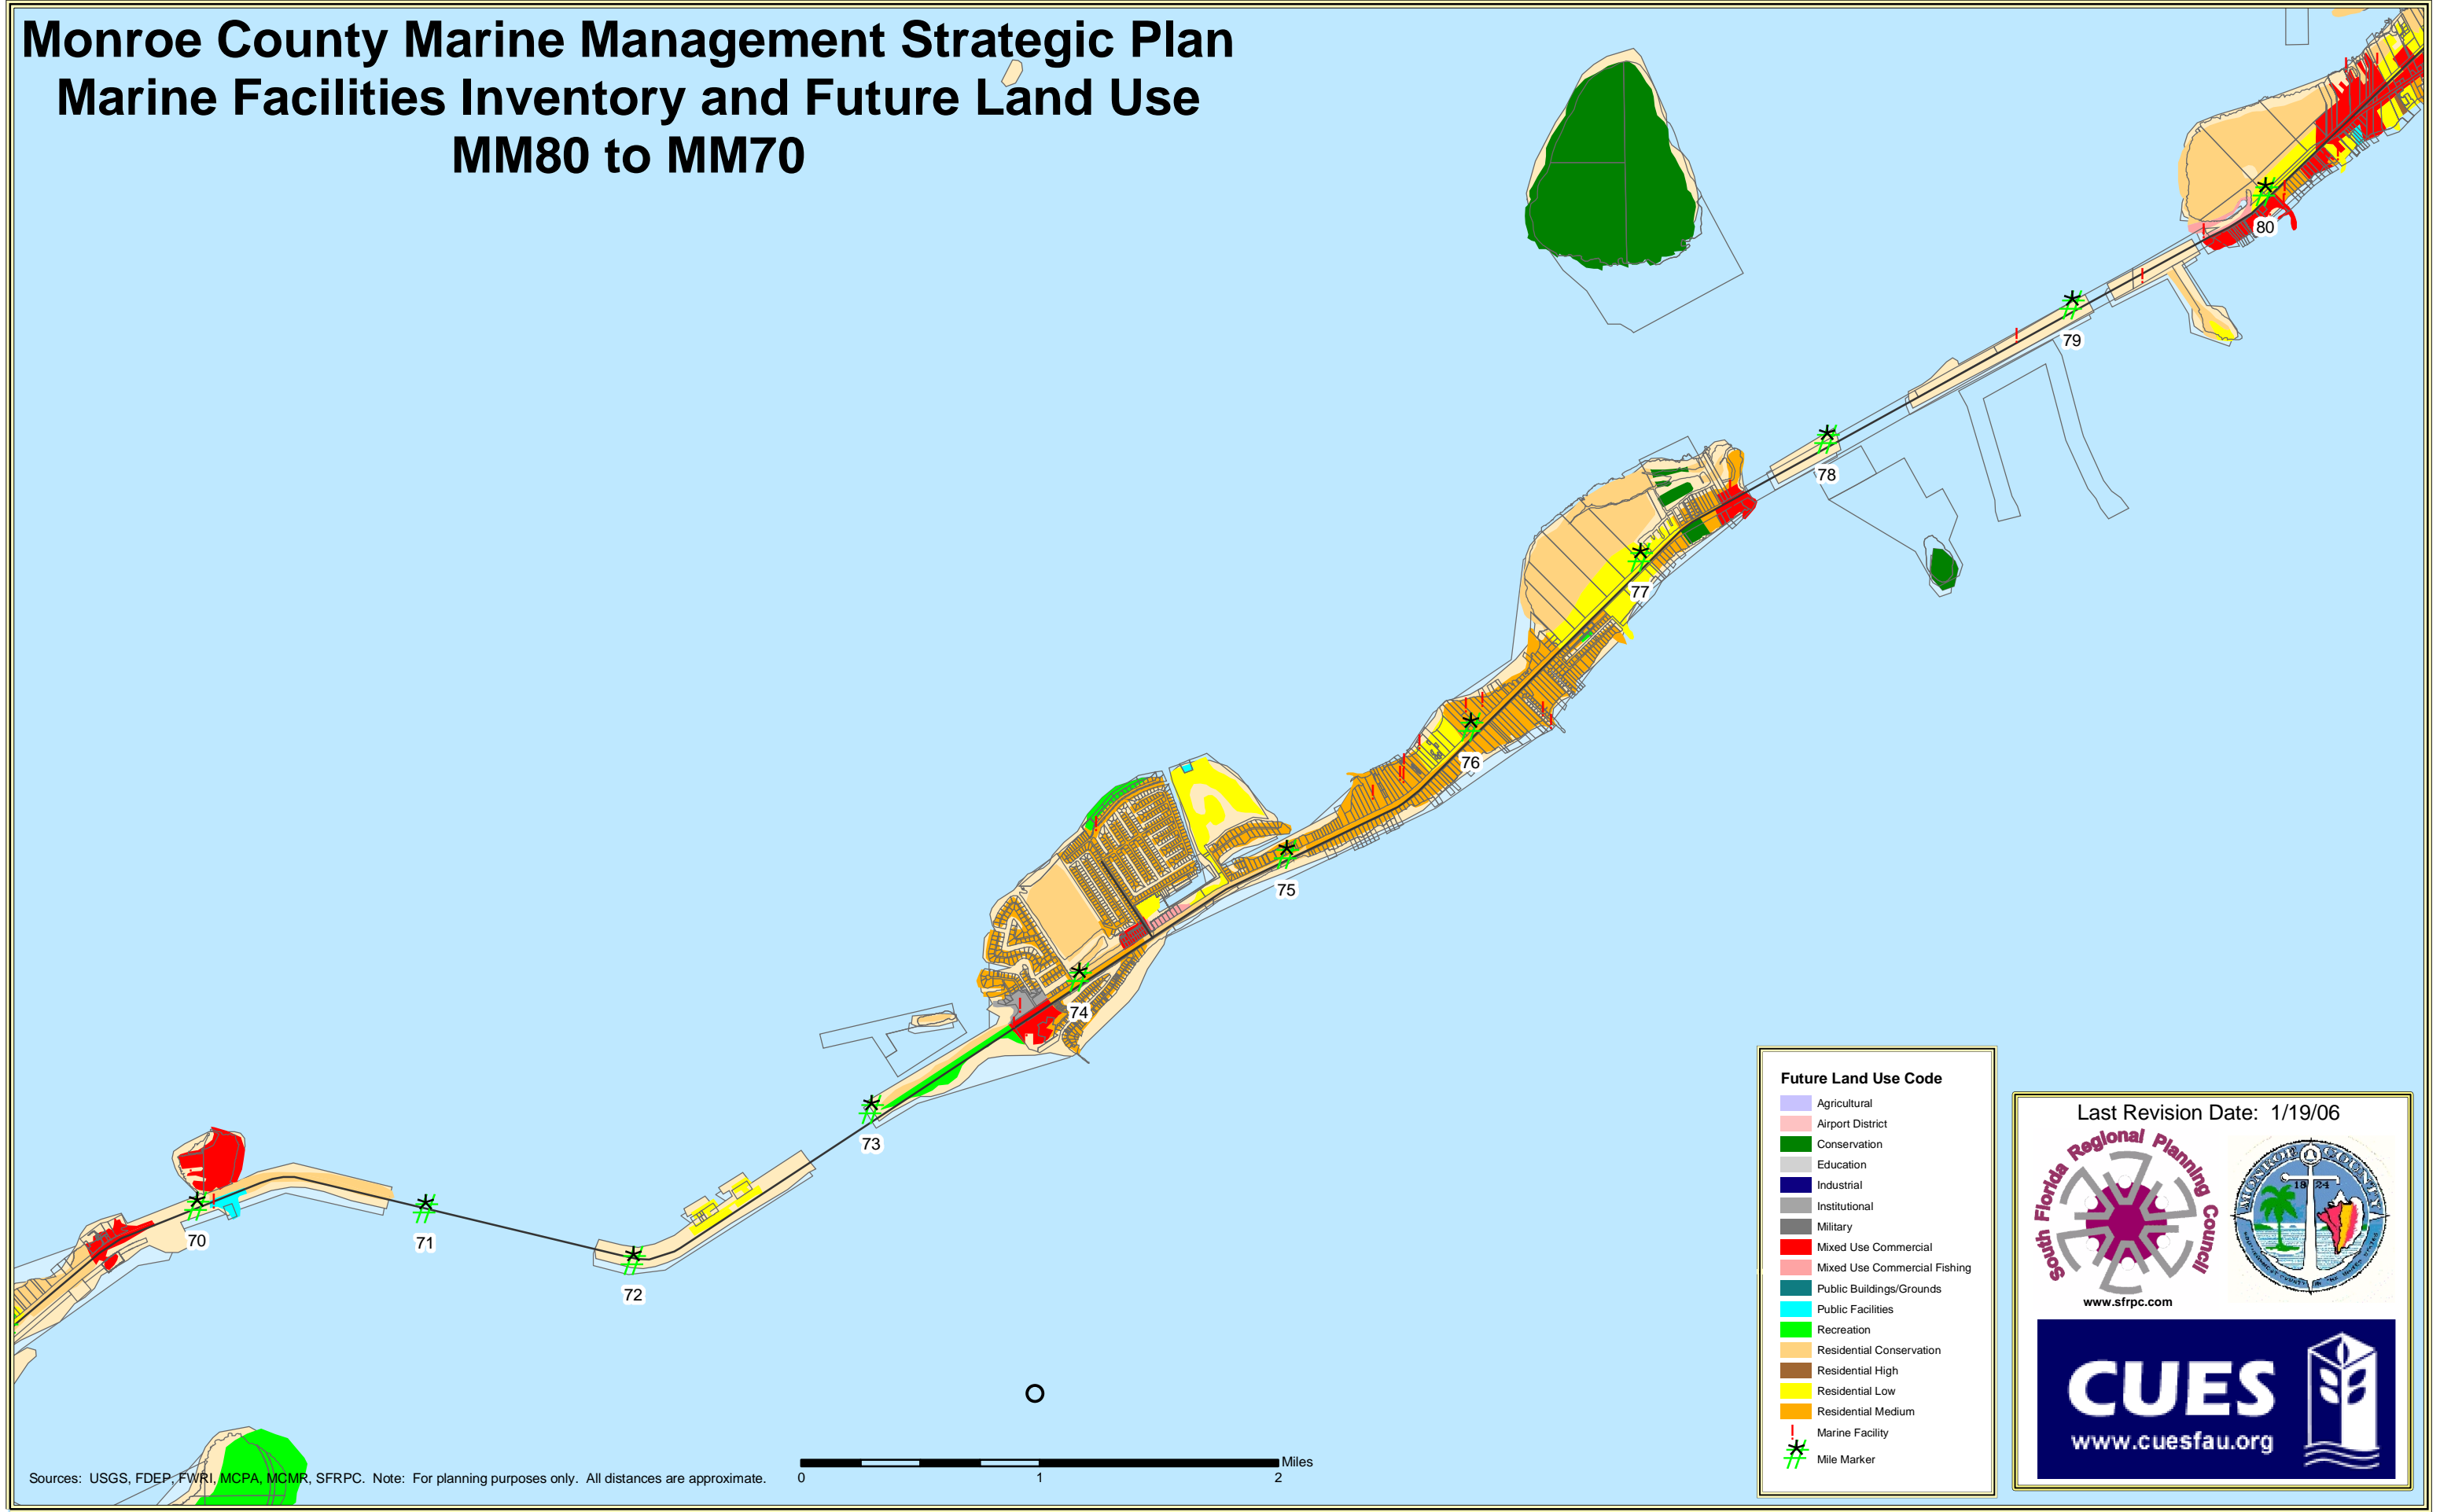 Monroe County Marine Management Strategic Plan
Marine Facilities Inventory and Future Land Use
MM80 to MM70
80
79
78
77
76
75
74
73
72
71
70
Future Land Use Code
Agricultural
Airport District
Conservation
Education
Industrial
Institutional
Military
Mixed Use Commercial
Mixed Use Commercial Fishing
Public Buildings/Grounds
Public Facilities
Recreation
Residential Conservation
Residential High
Residential Low
Residential Medium
Marine Facility
Mile Marker
Last Revision Date: 1/19/06
South Florida Regional Planning Council
www.sfrpc.com
MONROE COUNTY
1824
CUES
www.cuesfau.org
Miles
0 1 2
Sources: USGS, FDEP, FWRI, MCPA, MCMR, SFRPC. Note: For planning purposes only. All distances are approximate.